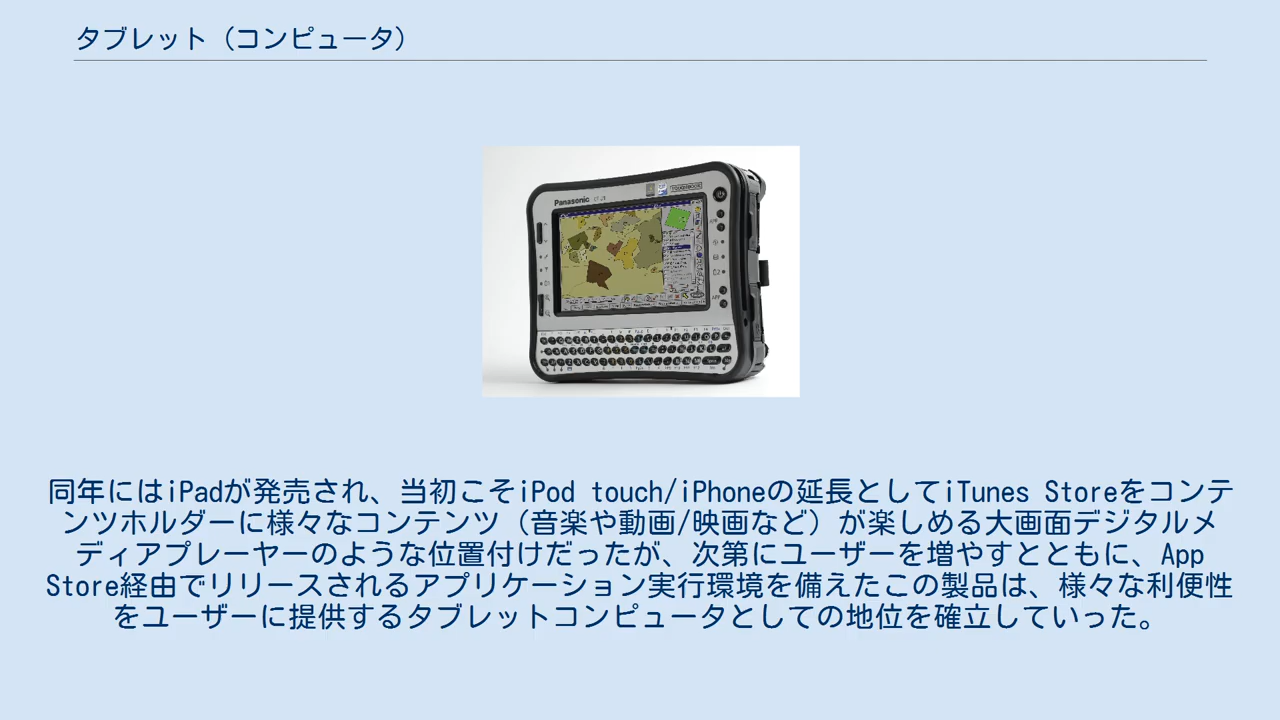 タブレット（コンピュータ）
Panasonic
TOUGHBOOK
同年にはiPadが発売され、当初こそiPod touch/iPhoneの延長としてiTunes Storeをコンテ
ンツホルダーに様々なコンテンツ（音楽や動画/映画など）が楽しめる大画面デジタルメ
ディアプレーヤーのような位置付けだったが、次第にユーザーを増やすとともに、App
Store経由でリリースされるアプリケーション実行環境を備えたこの製品は、様々な利便性
をユーザーに提供するタブレットコンピュータとしての地位を確立していった。